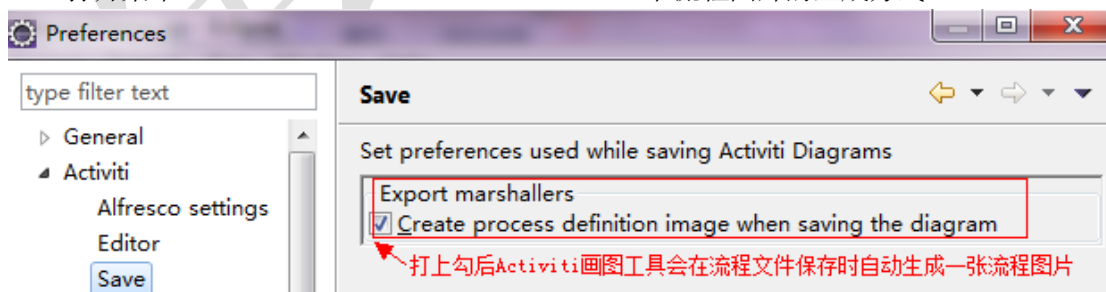 Preferences
type filter text
Save
General
Set preferences used while saving Activiti Diagrams
Activiti
Export marshallers
Alfresco settings
Create process definition image when saving the diagram
Editor
打上勾后Activiti画图工具会在流程文件保存时自动生成一张流程图片
Save